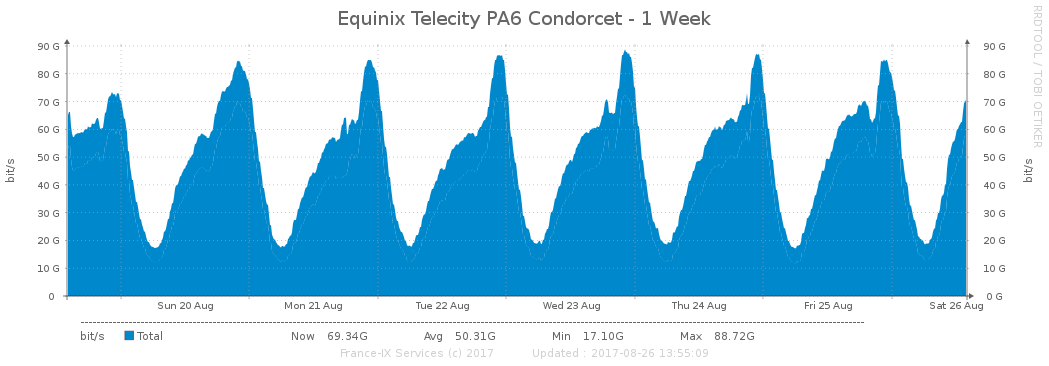 Equinix Telecity PA6 Condorcet - 1 Week
RRDTOOL / TOBI OETIKER
bit/s
90 G
80 G
70 G
60 G
50 G
40 G
30 G
20 G
10 G
0
90 G
80 G
70 G
60 G
50 G
40 G
30 G
20 G
10 G
0 G
bit/s
Sun 20 Aug Mon 21 Aug Tue 22 Aug Wed 23 Aug Thu 24 Aug Fri 25 Aug Sat 26 Aug
bit/s Total Now 69.34G Avg 50.31G Min 17.10G Max 88.72G
France-IX Services (c) 2017 Updated : 2017-08-26 13:55:09